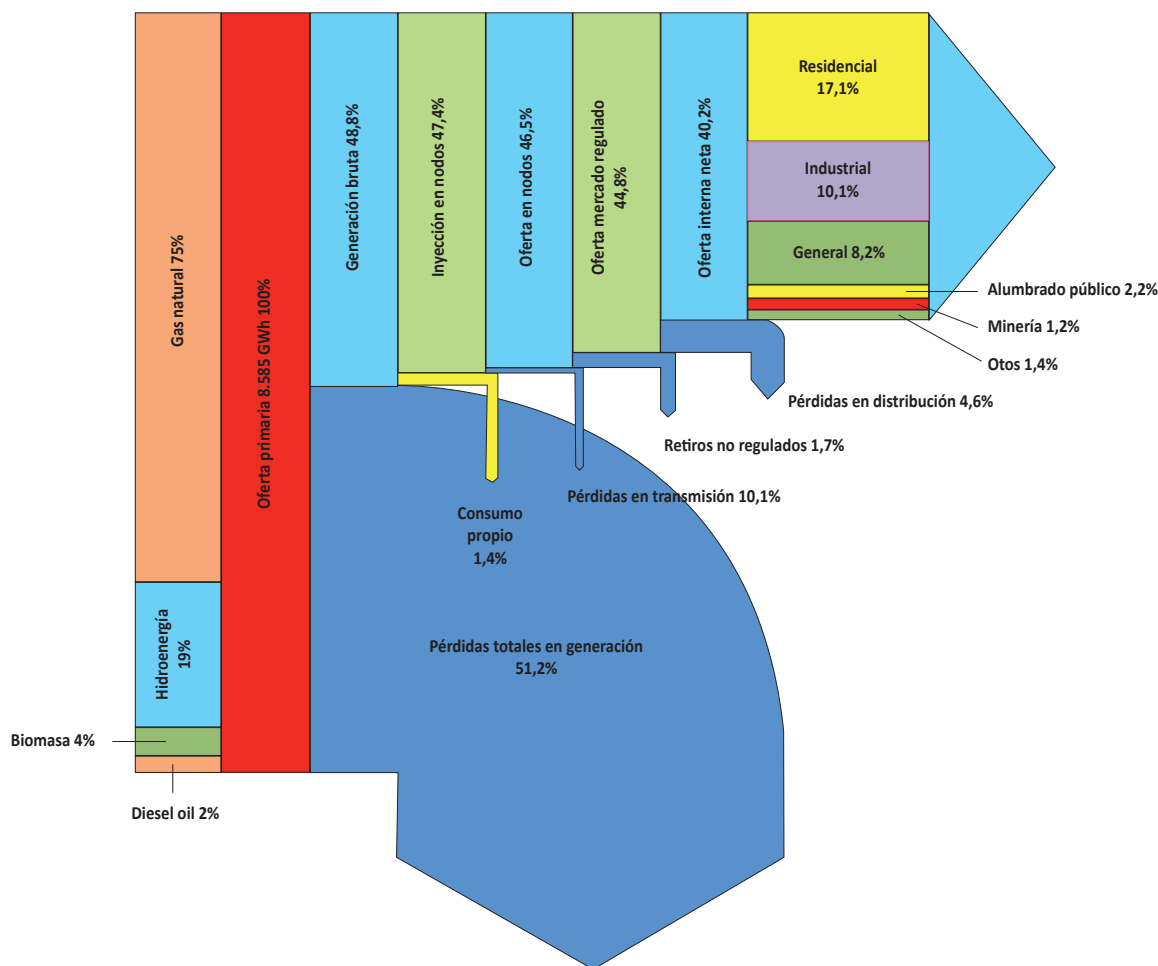 Gas natural 75%
Hidroenergía
19%
Biomasa 4%
Diesel oil 2%
Oferta primaria 8.585 GWh 100%
Generación bruta 48,8%
Inyección en nodos 47,4%
Oferta en nodos 46,5%
Oferta mercado regulado
44,8%
Oferta interna neta 40,2%
Residencial
17,1%
Industrial
10,1%
General 8,2%
Alumbrado público 2,2%
Minería 1,2%
Otos 1,4%
Pérdidas en distribución 4,6%
Retiros no regulados 1,7%
Pérdidas en transmisión 10,1%
Consumo
propio
1,4%
Pérdidas totales en generación
51,2%